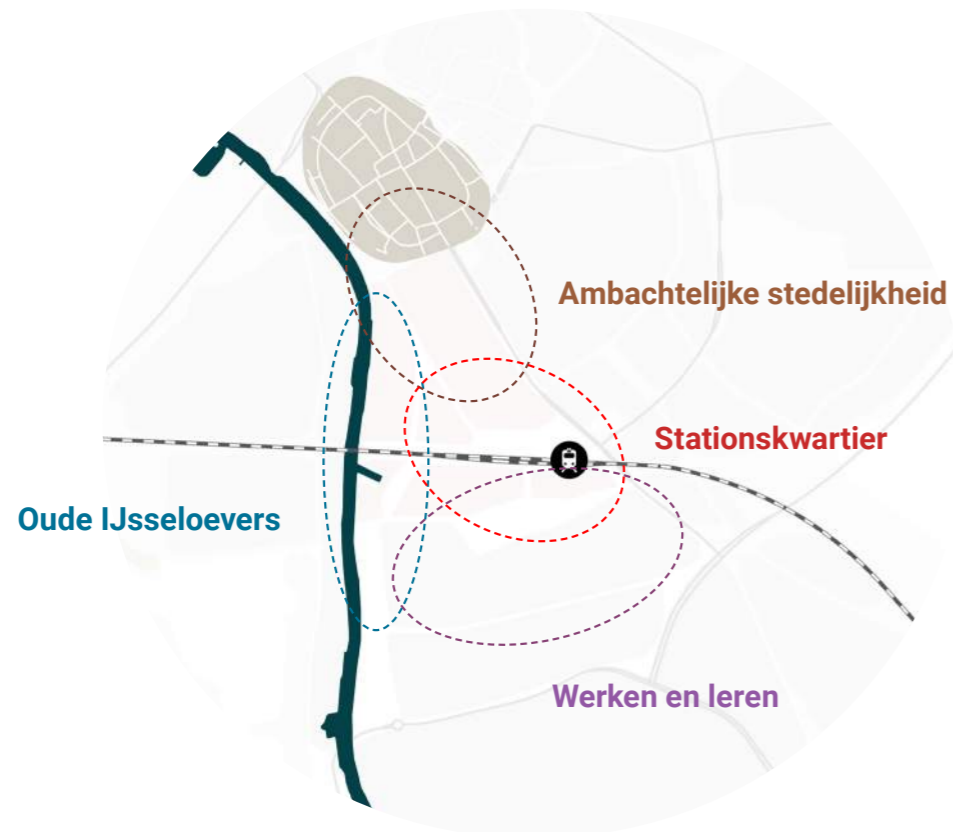 Ambachtelijke stedelijkheid
Stationskwartier
Oude IJsseloevers
Werken en leren